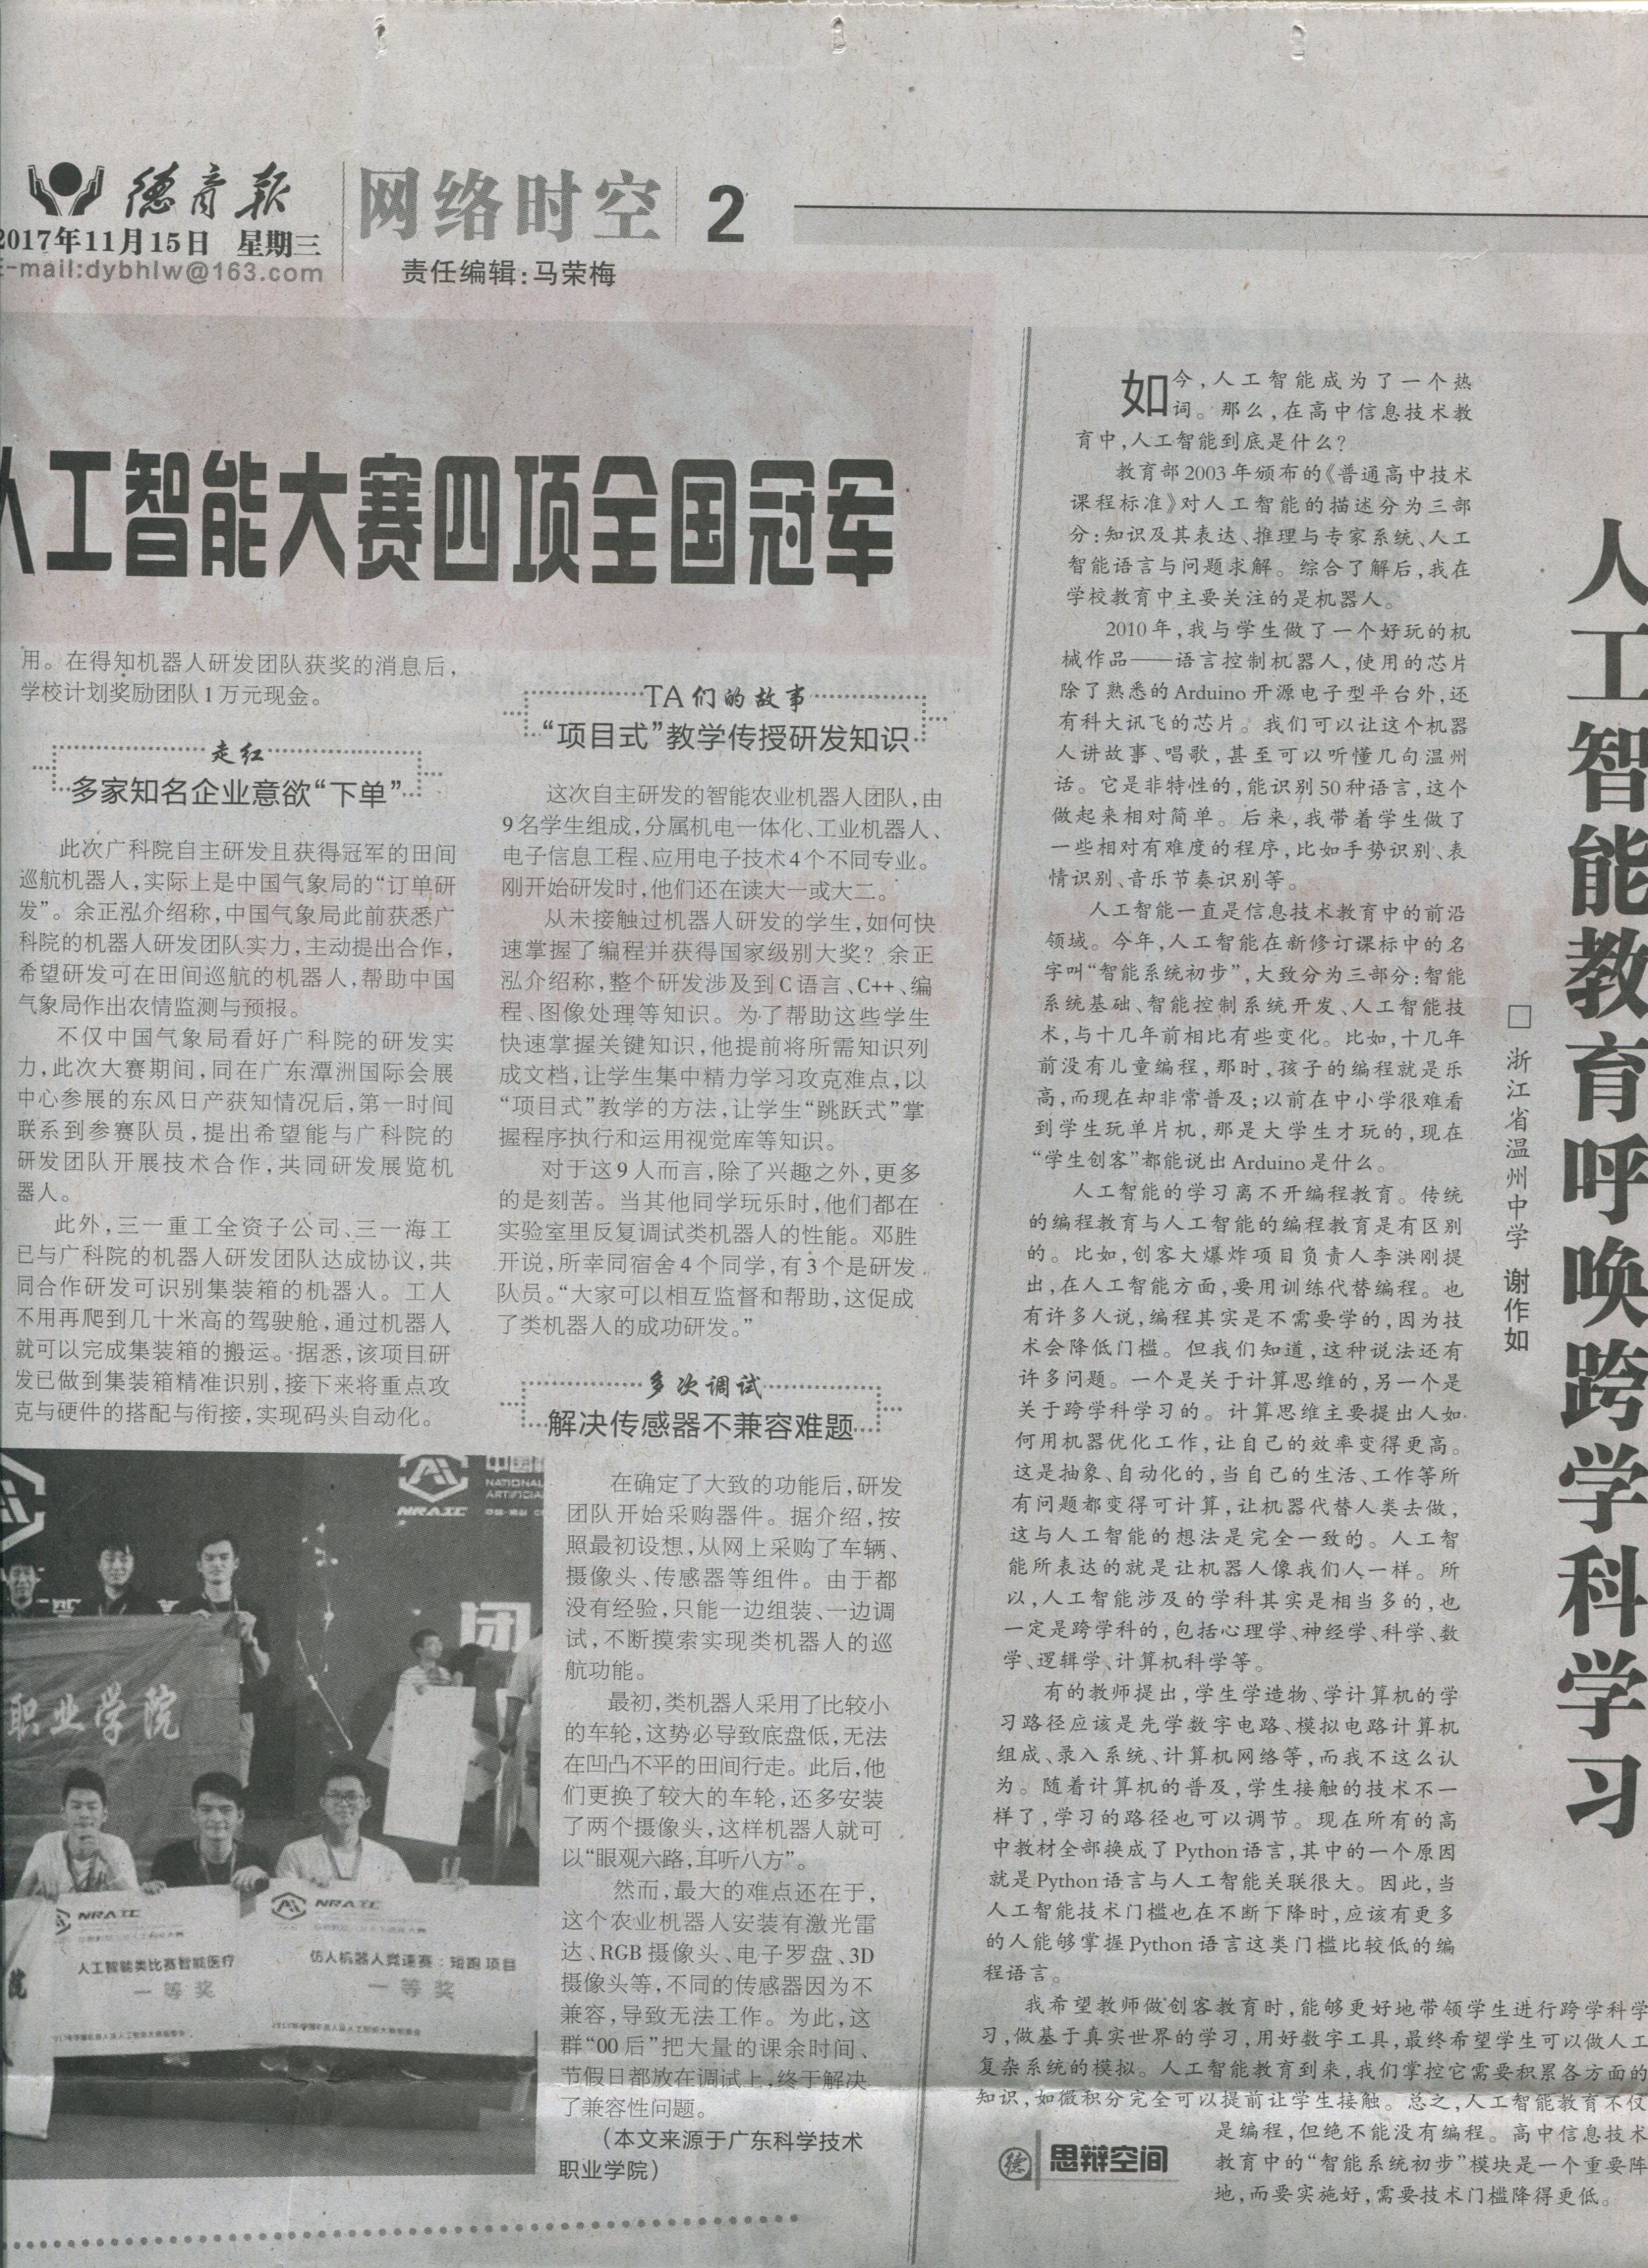 德育报
2017年11月15日 星期三
E-mail:dybhlw@163.com
网络时空
2
责任编辑:马荣梅
人工智能大赛四项全国冠军
用。在得知机器人研发团队获奖的消息后,
学校计划奖励团队1万元现金。
走红
多家知名企业意欲“下单”
此次广科院自主研发且获得冠军的田间
巡航机器人,实际上是中国气象局的“订单研
发”。余正泓介绍称,中国气象局此前获悉广
科院的机器人研发团队实力,主动提出合作,
希望研发可在田间巡航的机器人,帮助中国
气象局作出农情监测与预报。
不仅中国气象局看好广科院的研发实
力,此次大赛期间,同在广东潭洲国际会展
中心参展的东风日产获知情况后,第一时间
联系到参赛队员,提出希望能与广科院的
研发团队开展技术合作,共同研发展览机
器人。
此外,三一重工全资子公司、三一海工
已与广科院的机器人研发团队达成协议,共
同合作研发可识别集装箱的机器人。工人
不用再爬到几十米高的驾驶舱,通过机器人
就可以完成集装箱的搬运。据悉,该项目研
发已做到集装箱精准识别,接下来将重点攻
克与硬件的搭配与衔接,实现码头自动化。
NRAIC
职业学院
闭
NRAIC
人工智能类比赛智能医疗
一等奖
NRAIC
仿人机器人竞速赛:短跑项目
一等奖
TA们的故事
“项目式”教学传授研发知识
这次自主研发的智能农业机器人团队,由
9名学生组成,分属机电一体化、工业机器人、
电子信息工程、应用电子技术4个不同专业。
刚开始研发时,他们还在读大一或大二。
从未接触过机器人研发的学生,如何快
速掌握了编程并获得国家级别大奖?余正
泓介绍称,整个研发涉及到C语言、C++、编
程、图像处理等知识。为了帮助这些学生
快速掌握关键知识,他提前将所需知识列
成文档,让学生集中精力学习攻克难点,以
“项目式”教学的方法,让学生“跳跃式”掌
握程序执行和运用视觉库等知识。
对于这9人而言,除了兴趣之外,更多
的是刻苦。当其他同学玩乐时,他们都在
实验室里反复调试类机器人的性能。邓胜
开说,所幸同宿舍4个同学,有3个是研发
队员。“大家可以相互监督和帮助,这促成
了类机器人的成功研发。”
多次调试
解决传感器不兼容难题
在确定了大致的功能后,研发
团队开始采购器件。据介绍,按
照最初设想,从网上采购了车辆、
摄像头、传感器等组件。由于都
没有经验,只能一边组装、一边调
试,不断摸索实现类机器人的巡
航功能。
最初,类机器人采用了比较小
的车轮,这势必导致底盘低,无法
在凹凸不平的田间行走。此后,他
们更换了较大的车轮,还多安装
了两个摄像头,这样机器人就可
以“眼观六路,耳听八方”。
然而,最大的难点还在于,
这个农业机器人安装有激光雷
达、RGB摄像头、电子罗盘、3D
摄像头等,不同的传感器因为不
兼容,导致无法工作。为此,这
群“00后”把大量的课余时间、
节假日都放在调试上,终于解决
了兼容性问题。
(本文来源于广东科学技术
职业学院)
人工智能教育呼唤跨学科学习
□ 浙江省温州中学 谢作如
如今,人工智能成为了一个热
词。那么,在高中信息技术教
育中,人工智能到底是什么?
教育部2003年颁布的《普通高中技术
课程标准》对人工智能的描述分为三部
分:知识及其表达、推理与专家系统、人工
智能语言与问题求解。综合了解后,我在
学校教育中主要关注的是机器人。
2010年,我与学生做了一个好玩的机
械作品——语言控制机器人,使用的芯片
除了熟悉的Arduino开源电子型平台外,还
有科大讯飞的芯片。我们可以让这个机器
人讲故事、唱歌,甚至可以听懂几句温州
话。它是非特性的,能识别50种语言,这个
做起来相对简单。后来,我带着学生做了
一些相对有难度的程序,比如手势识别、表
情识别、音乐节奏识别等。
人工智能一直是信息技术教育中的前沿
领域。今年,人工智能在新修订课标中的名
字叫“智能系统初步”,大致分为三部分:智能
系统基础、智能控制系统开发、人工智能技
术,与十几年前相比有些变化。比如,十几年
前没有儿童编程,那时,孩子的编程就是乐
高,而现在却非常普及;以前在中小学很难看
到学生玩单片机,那是大学生才玩的,现在
“学生创客”都能说出Arduino是什么。
人工智能的学习离不开编程教育。传统
的编程教育与人工智能的编程教育是有区别
的。比如,创客大爆炸项目负责人李洪刚提
出,在人工智能方面,要用训练代替编程。也
有许多人说,编程其实是不需要学的,因为技
术会降低门槛。但我们知道,这种说法还有
许多问题。一个是关于计算思维的,另一个是
关于跨学科学习的。计算思维主要提出人如
何用机器优化工作,让自己的效率变得更高。
这是抽象、自动化的,当自己的生活、工作等所
有问题都变得可计算,让机器代替人类去做,
这与人工智能的想法是完全一致的。人工智
能所表达的就是让机器人像我们人一样。所
以,人工智能涉及的学科其实是相当多的,也
一定是跨学科的,包括心理学、神经学、科学、数
学、逻辑学、计算机科学等。
有的教师提出,学生学造物、学计算机的学
习路径应该是先学数字电路、模拟电路计算机
组成、录入系统、计算机网络等,而我不这么认
为。随着计算机的普及,学生接触的技术不一
样了,学习的路径也可以调节。现在所有的高
中教材全部换成了Python语言,其中的一个原因
就是Python语言与人工智能关联很大。因此,当
人工智能技术门槛也在不断下降时,应该有更多
的人能够掌握Python语言这类门槛比较低的编
程语言。
我希望教师做创客教育时,能够更好地带领学生进行跨学科学
习,做基于真实世界的学习,用好数字工具,最终希望学生可以做人工
复杂系统的模拟。人工智能教育到来,我们掌控它需要积累各方面的
知识,如微积分完全可以提前让学生接触。总之,人工智能教育不仅
是编程,但绝不能没有编程。高中信息技术
教育中的“智能系统初步”模块是一个重要阵
地,而要实施好,需要技术门槛降得更低。
德 思辩空间